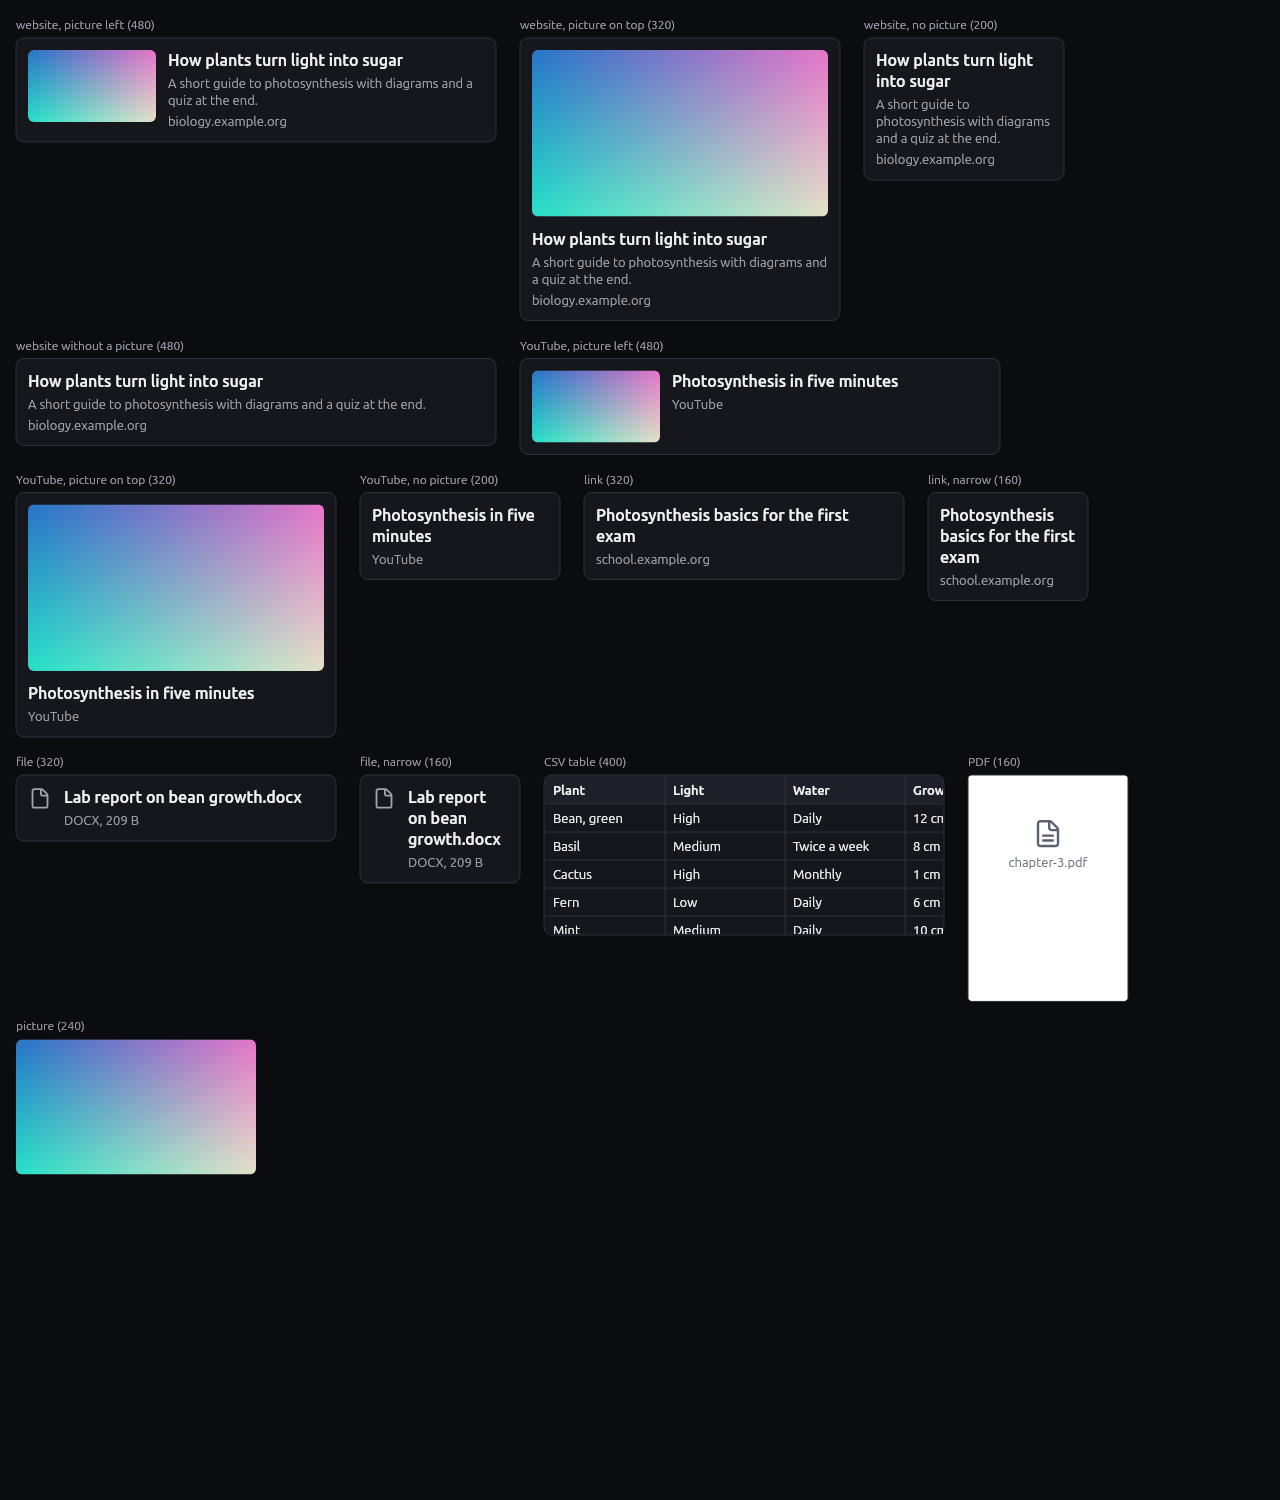 website, picture left (480)
How plants turn light into sugar
A short guide to photosynthesis with diagrams and a
quiz at the end.
biology.example.org
website, picture on top (320)
How plants turn light into sugar
A short guide to photosynthesis with diagrams and
a quiz at the end.
biology.example.org
website, no picture (200)
How plants turn light
into sugar
A short guide to
photosynthesis with diagrams
and a quiz at the end.
biology.example.org
website without a picture (480)
How plants turn light into sugar
A short guide to photosynthesis with diagrams and a quiz at the end.
biology.example.org
YouTube, picture left (480)
Photosynthesis in five minutes
YouTube
YouTube, picture on top (320)
Photosynthesis in five minutes
YouTube
YouTube, no picture (200)
Photosynthesis in five
minutes
YouTube
link (320)
Photosynthesis basics for the first
exam
school.example.org
link, narrow (160)
Photosynthesis
basics for the first
exam
school.example.org
file (320)
Lab report on bean growth.docx
DOCX, 209 B
file, narrow (160)
Lab report
on bean
growth.docx
DOCX, 209 B
CSV table (400)
Plant Light Water Grow
Bean, green High Daily 12 cm
Basil Medium Twice a week 8 cm
Cactus High Monthly 1 cm
Fern Low Daily 6 cm
Mint Medium Daily 10 cm
PDF (160)
chapter-3.pdf
picture (240)